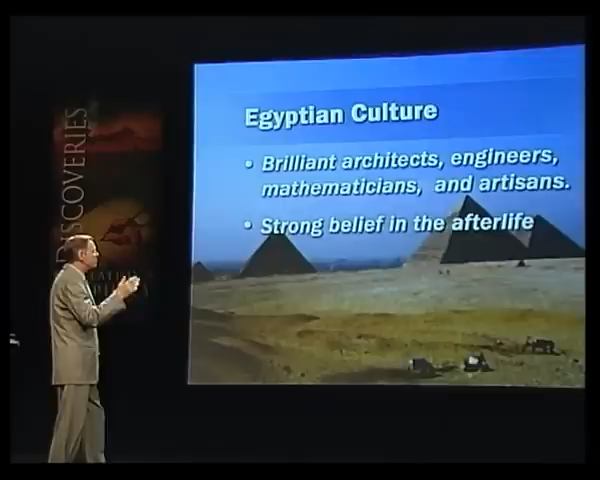 Egyptian Culture
• Brilliant architects, engineers,
mathematicians, and artisans.
• Strong belief in the afterlife
DISCOVERIES